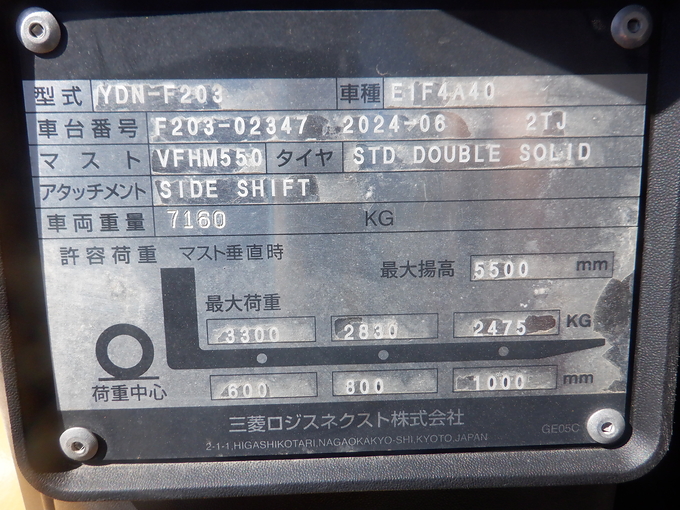 型式 YDN-F203 車種 E1F4A40
車台番号 F203-02347 2024-06 2TJ
マスト VFHM550 タイヤ STD DOUBLE SOLID
アタッチメント SIDE SHIFT
車両重量 7160 KG
許容荷重 マスト垂直時
最大揚高 5500 mm
最大荷重
3300 2830 2475 KG
600 800 1000 mm
荷重中心
三菱ロジスネクスト株式会社
2-1-1,HIGASHIKOTARI,NAGAOKAKYO-SHI,KYOTO,JAPAN
GE05C